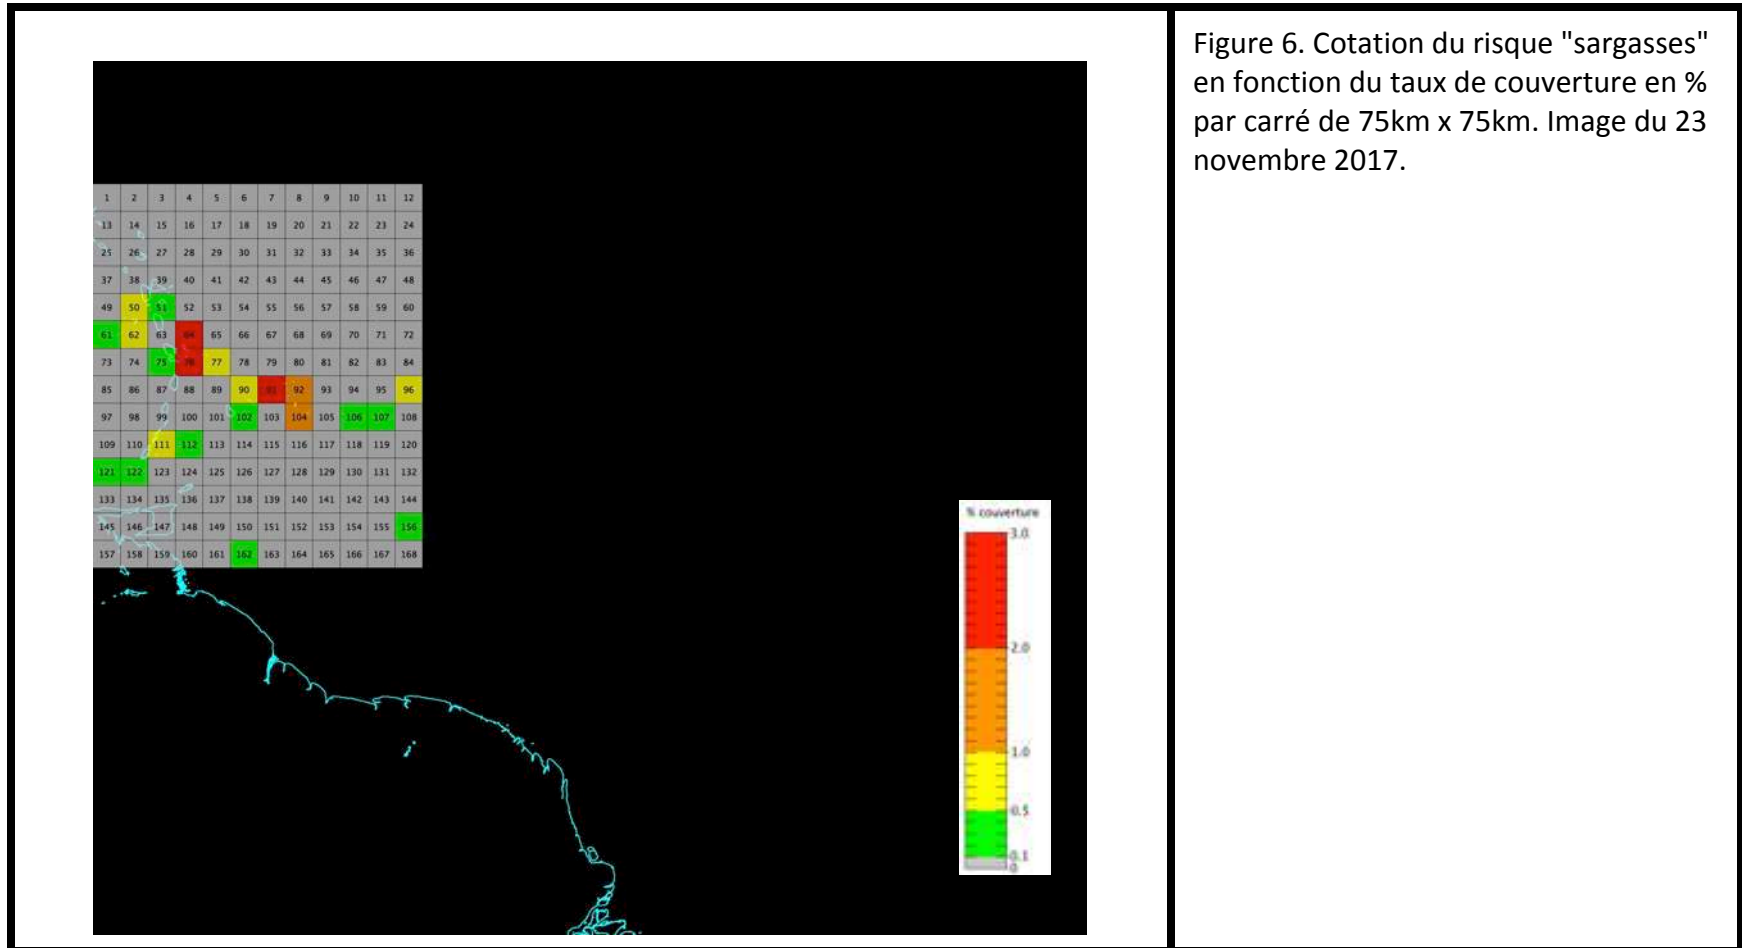 Figure 6. Cotation du risque "sargasses"
en fonction du taux de couverture en %
par carré de 75km x 75km. Image du 23
novembre 2017.
1 2 3 4 5 6 7 8 9 10 11 12
13 14 15 16 17 18 19 20 21 22 23 24
25 26 27 28 29 30 31 32 33 34 35 36
37 38 39 40 41 42 43 44 45 46 47 48
49 50 51 52 53 54 55 56 57 58 59 60
61 62 63 64 65 66 67 68 69 70 71 72
73 74 75 76 77 78 79 80 81 82 83 84
85 86 87 88 89 90 91 92 93 94 95 96
97 98 99 100 101 102 103 104 105 106 107 108
109 110 111 112 113 114 115 116 117 118 119 120
121 122 123 124 125 126 127 128 129 130 131 132
133 134 135 136 137 138 139 140 141 142 143 144
145 146 147 148 149 150 151 152 153 154 155 156
157 158 159 160 161 162 163 164 165 166 167 168
% couverture
3.0
2.0
1.0
0.5
0.1
0